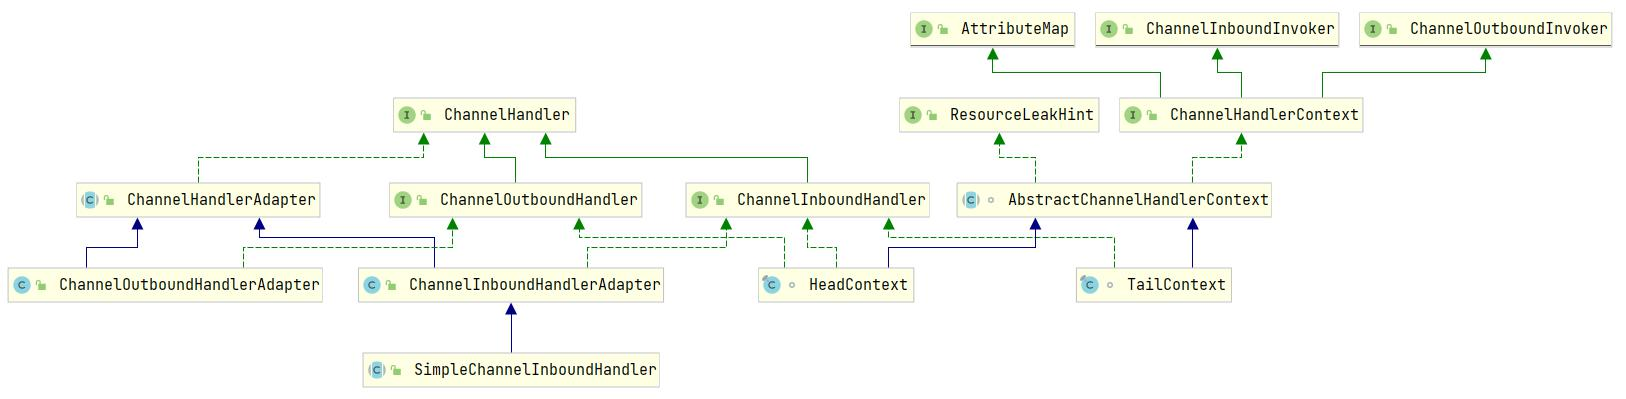 AttributeMap
ChannelInboundInvoker
ChannelOutboundInvoker
ChannelHandler
ResourceLeakHint
ChannelHandlerContext
ChannelHandlerAdapter
ChannelOutboundHandler
ChannelInboundHandler
AbstractChannelHandlerContext
ChannelOutboundHandlerAdapter
ChannelInboundHandlerAdapter
HeadContext
TailContext
SimpleChannelInboundHandler